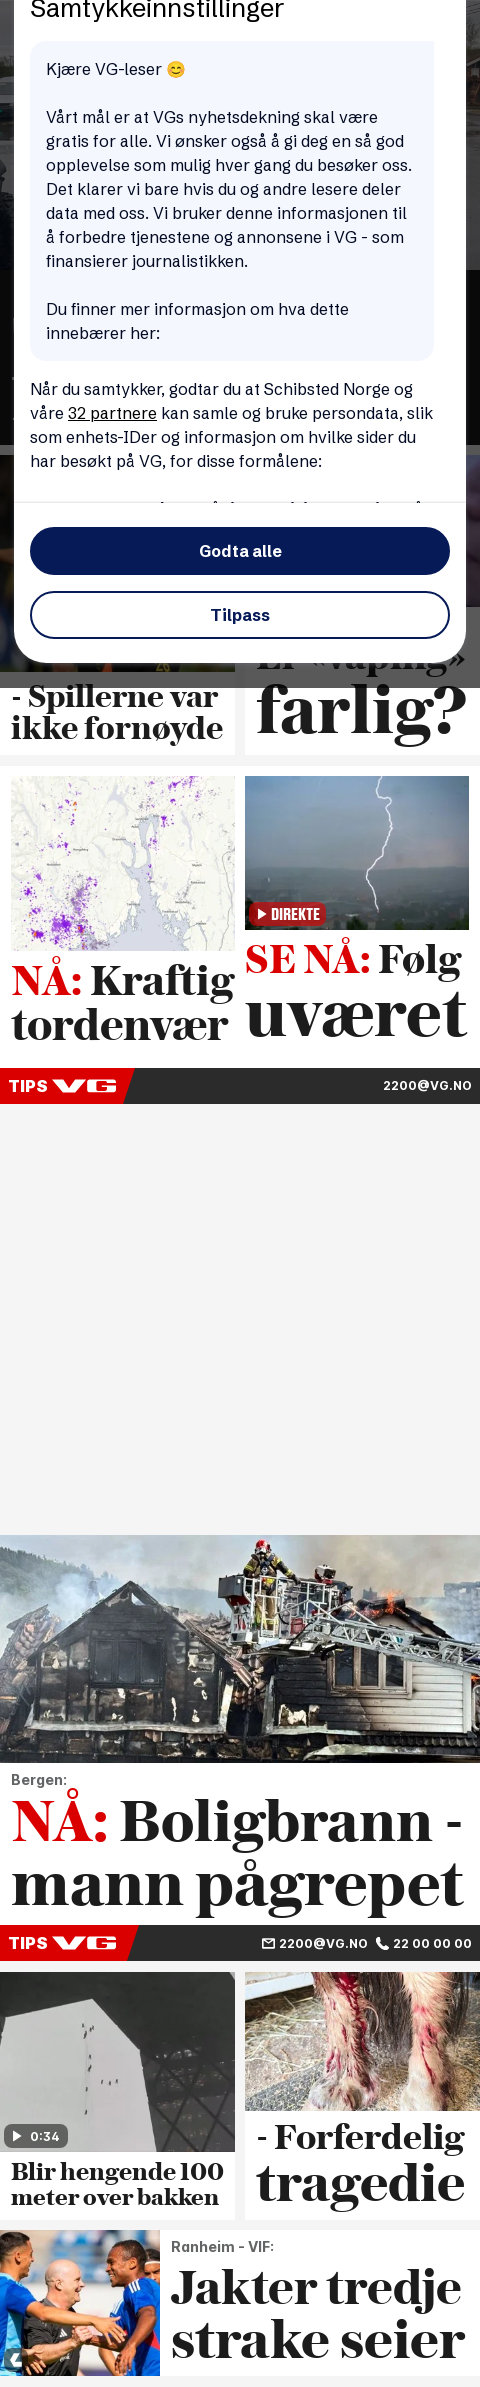 Samtykkeinnstillinger
Kjære VG-leser 😊
Vårt mål er at VGs nyhetsdekning skal være
gratis for alle. Vi ønsker også å gi deg en så god
opplevelse som mulig hver gang du besøker oss.
Det klarer vi bare hvis du og andre lesere deler
data med oss. Vi bruker denne informasjonen til
å forbedre tjenestene og annonsene i VG - som
finansierer journalistikken.
Du finner mer informasjon om hva dette
innebærer her:
Når du samtykker, godtar du at Schibsted Norge og
våre 32 partnere kan samle og bruke persondata, slik
som enhets-IDer og informasjon om hvilke sider du
har besøkt på VG, for disse formålene:
Godta alle
Tilpass
- Spillerne var
ikke fornøyde
Er «vaping»
farlig?
NÅ: Kraftig
tordenvær
DIREKTE
SE NÅ: Følg
uværet
TIPS VG
2200@VG.NO
Bergen:
NÅ: Boligbrann -
mann pågrepet
TIPS VG
2200@VG.NO 22 00 00 00
0:34
Blir hengende 100
meter over bakken
- Forferdelig
tragedie
Ranheim - VIF:
Jakter tredje
strake seier